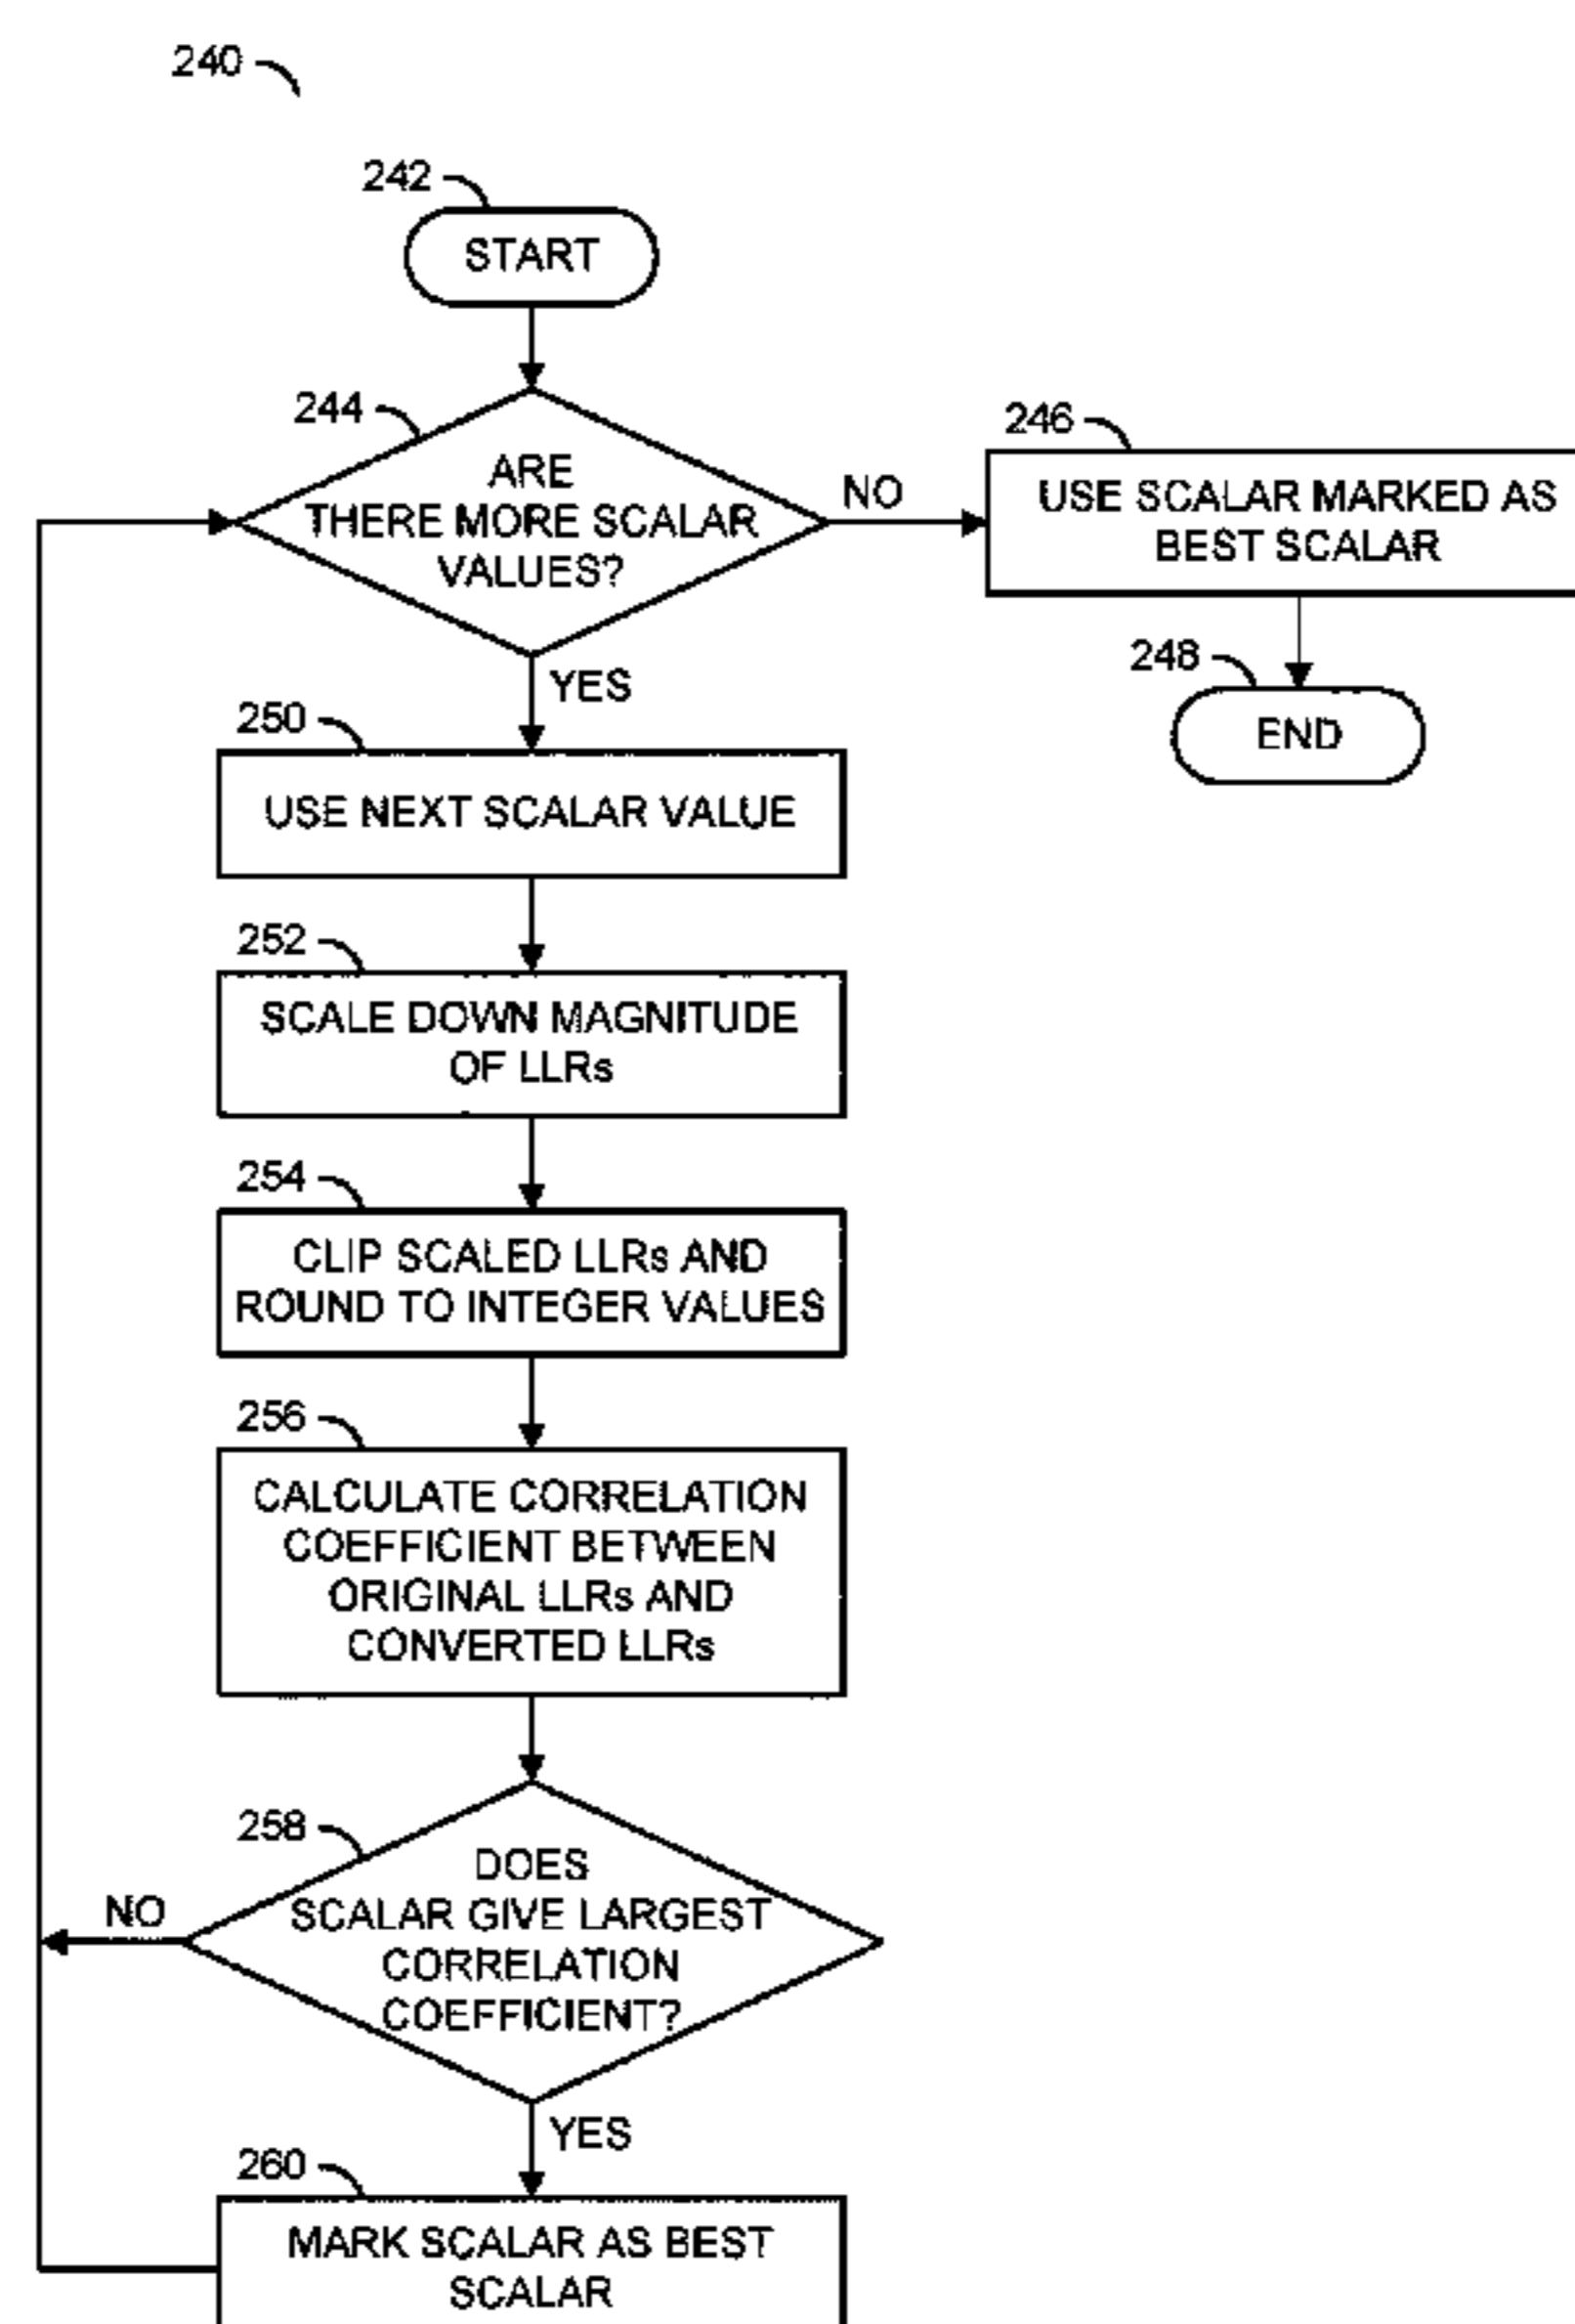 240
242
START
244
ARE
THERE MORE SCALAR
VALUES?
NO
246
USE SCALAR MARKED AS
BEST SCALAR
248
END
YES
250
USE NEXT SCALAR VALUE
252
SCALE DOWN MAGNITUDE
OF LLRs
254
CLIP SCALED LLRs AND
ROUND TO INTEGER VALUES
256
CALCULATE CORRELATION
COEFFICIENT BETWEEN
ORIGINAL LLRs AND
CONVERTED LLRs
258
DOES
SCALAR GIVE LARGEST
CORRELATION
COEFFICIENT?
NO
YES
260
MARK SCALAR AS BEST
SCALAR